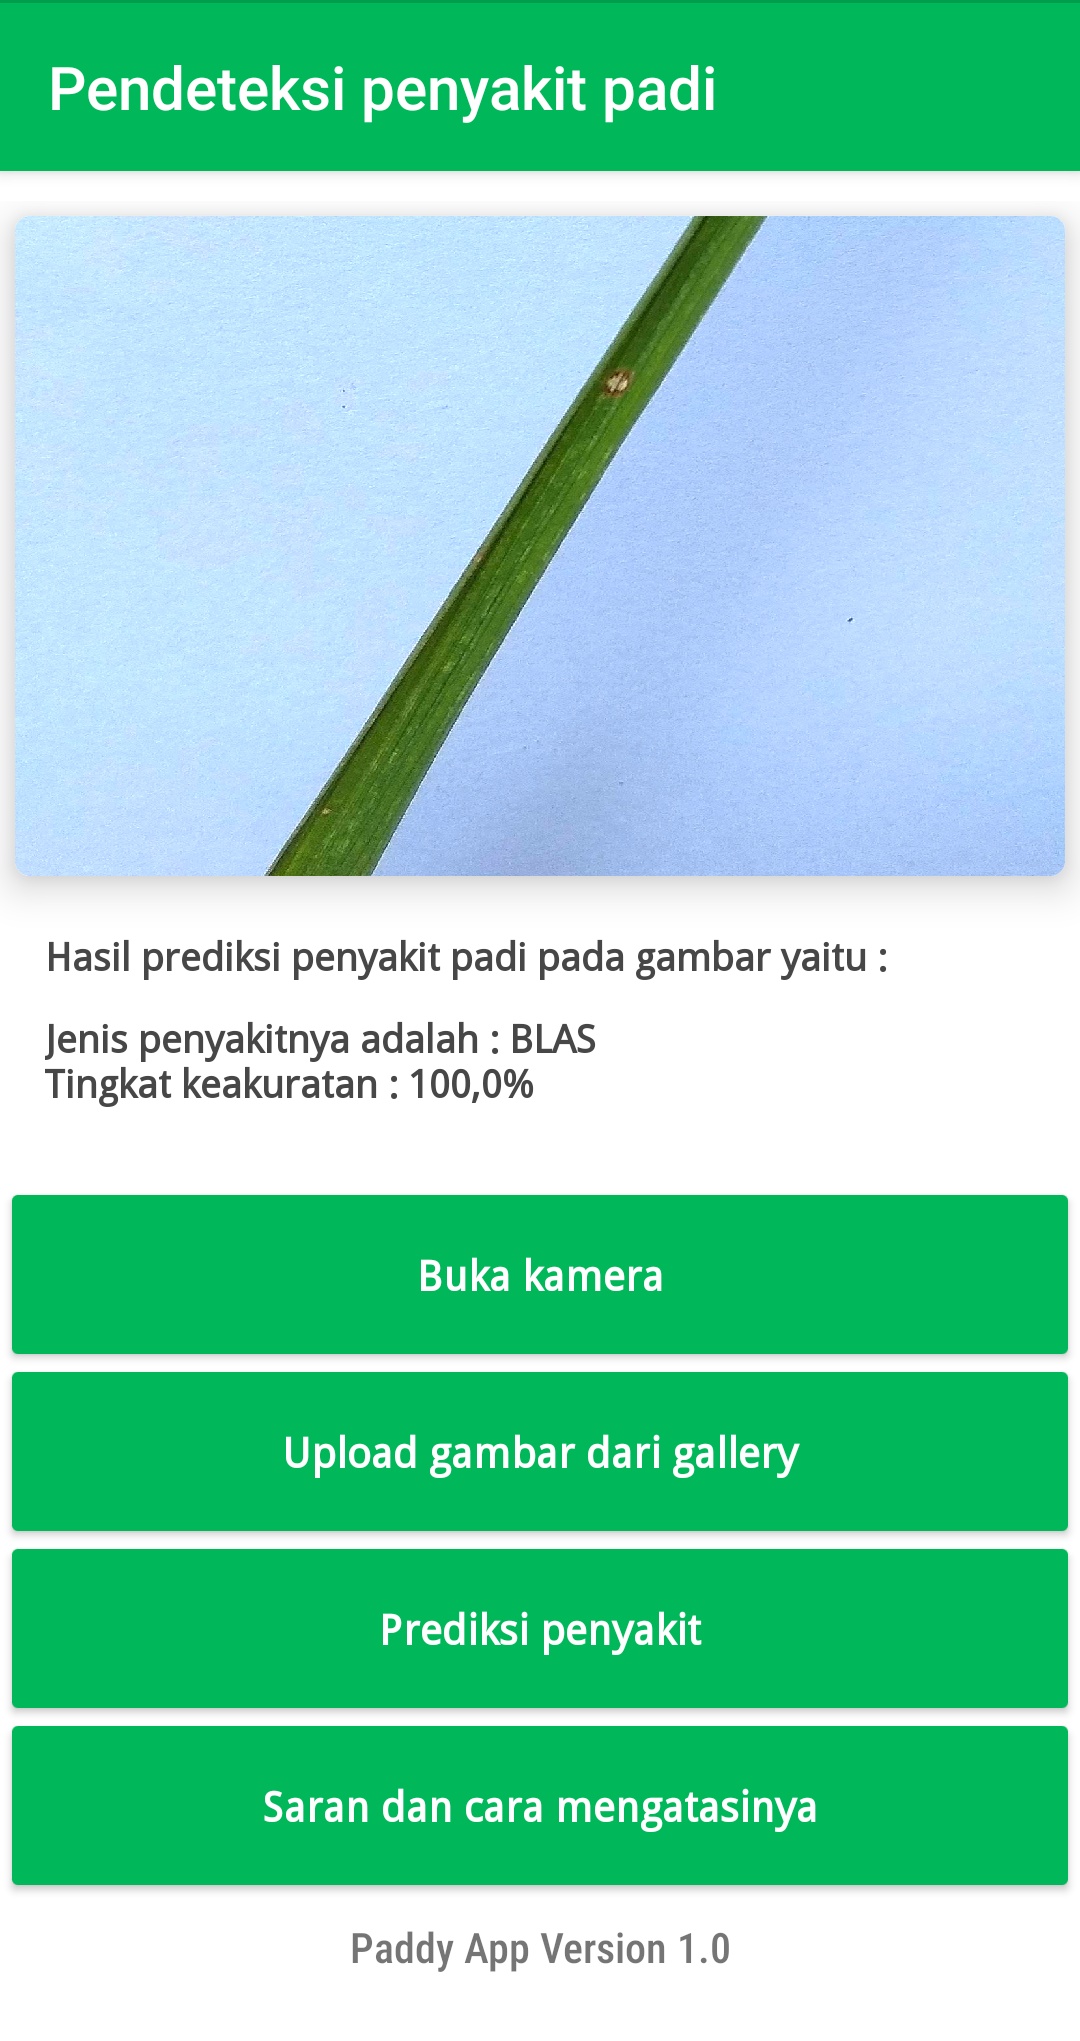 Pendeteksi penyakit padi
Hasil prediksi penyakit padi pada gambar yaitu :
Jenis penyakitnya adalah : BLAS
Tingkat keakuratan : 100,0%
Buka kamera
Upload gambar dari gallery
Prediksi penyakit
Saran dan cara mengatasinya
Paddy App Version 1.0